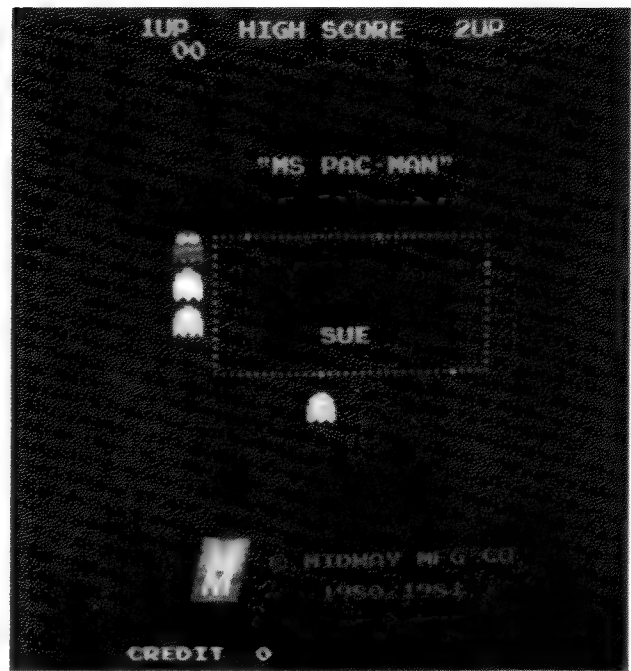 1UP HIGH SCORE 2UP
00
"MS PAC-MAN"
SUE
© MIDWAY MFG CO
1980/1981
CREDIT 0